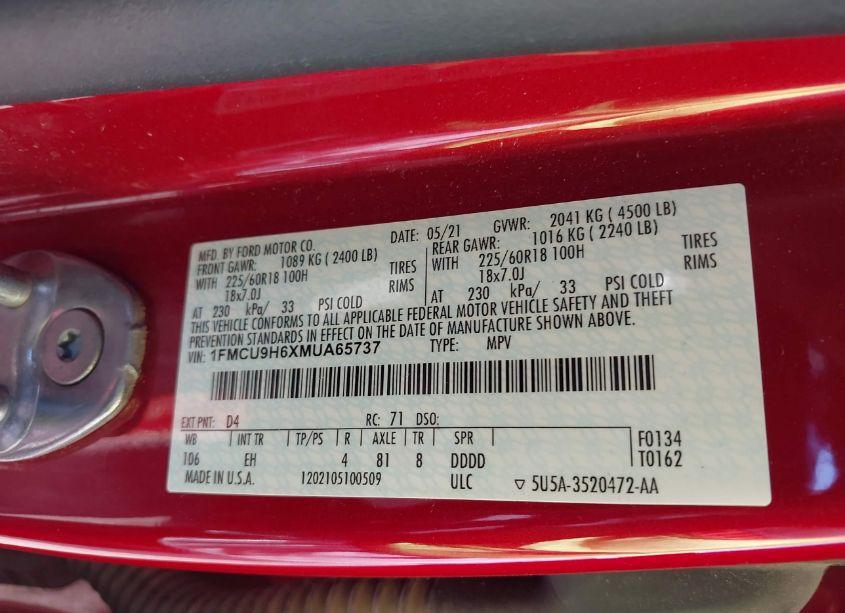 MFD. BY FORD MOTOR CO.
DATE: 05/21 GVWR: 2041 KG ( 4500 LB)
FRONT GAWR: 1089 KG ( 2400 LB) REAR GAWR: 1016 KG ( 2240 LB)
WITH 225/60R18 100H TIRES WITH 225/60R18 100H TIRES
18x7.0J RIMS 18x7.0J RIMS
AT 230 kPa/ 33 PSI COLD AT 230 kPa/ 33 PSI COLD
THIS VEHICLE CONFORMS TO ALL APPLICABLE FEDERAL MOTOR VEHICLE SAFETY AND THEFT
PREVENTION STANDARDS IN EFFECT ON THE DATE OF MANUFACTURE SHOWN ABOVE.
VIN: 1FMCU9H6XMUA65737 TYPE: MPV
EXT PNT: D4 RC: 71 DSO:
WB INT TR TP/PS R AXLE TR SPR F0134
106 EH 4 81 8 DDDD T0162
MADE IN U.S.A. 1202105100509 ULC ▽ 5U5A-3520472-AA